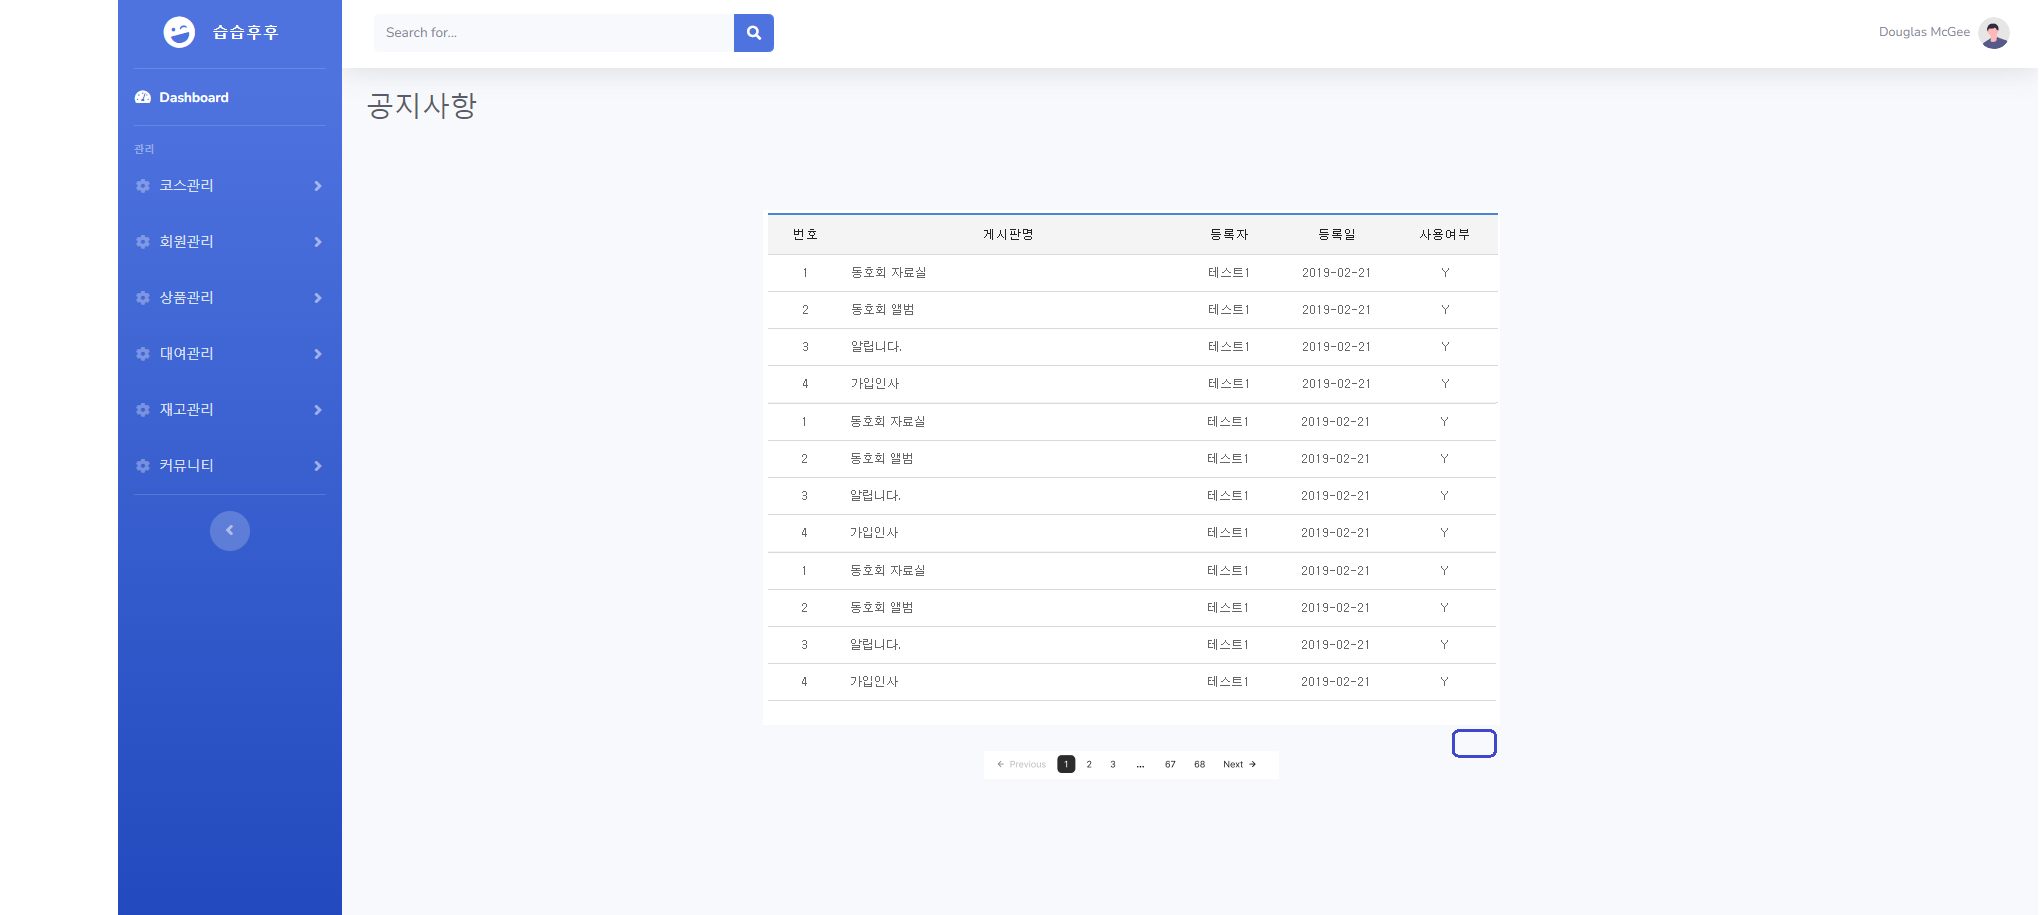 습습후후
Search for...
Douglas McGee
Dashboard
공지사항
관리
코스관리
회원관리
상품관리
대여관리
재고관리
커뮤니티
번호 게시판명 등록자 등록일 사용여부
1 동호회 자료실 테스트1 2019-02-21 Y
2 동호회 앨범 테스트1 2019-02-21 Y
3 알립니다. 테스트1 2019-02-21 Y
4 가입인사 테스트1 2019-02-21 Y
1 동호회 자료실 테스트1 2019-02-21 Y
2 동호회 앨범 테스트1 2019-02-21 Y
3 알립니다. 테스트1 2019-02-21 Y
4 가입인사 테스트1 2019-02-21 Y
1 동호회 자료실 테스트1 2019-02-21 Y
2 동호회 앨범 테스트1 2019-02-21 Y
3 알립니다. 테스트1 2019-02-21 Y
4 가입인사 테스트1 2019-02-21 Y
← Previous 1 2 3 ... 67 68 Next →